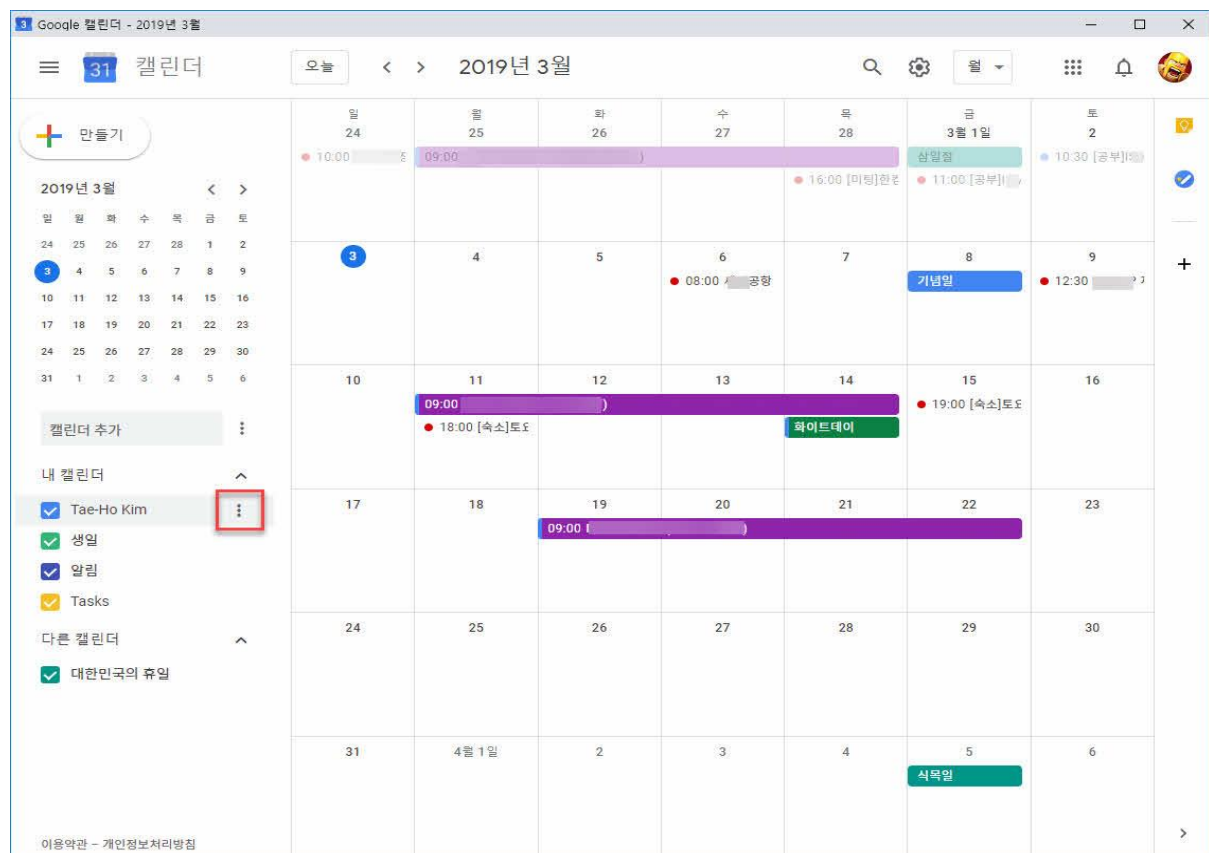 Google 캘린더 - 2019년 3월
31 캘린더 오늘 2019년 3월 월
만들기
2019년 3월
일 월 화 수 목 금 토
24 25 26 27 28 1 2
3 4 5 6 7 8 9
10 11 12 13 14 15 16
17 18 19 20 21 22 23
24 25 26 27 28 29 30
31 1 2 3 4 5 6
캘린더 추가
내 캘린더
Tae-Ho Kim
생일
알림
Tasks
다른 캘린더
대한민국의 휴일
이용약관 – 개인정보처리방침
일 월 화 수 목 금 토
24 25 26 27 28 3월 1일 2
10:00 09:00 ) 삼일절 10:30 [공부]
16:00 [미팅]한 11:00 [공부]
3 4 5 6 7 8 9
08:00 공항 기념일 12:30
10 11 12 13 14 15 16
09:00 ) 19:00 [숙소]토요
18:00 [숙소]토요 화이트데이
17 18 19 20 21 22 23
09:00 )
24 25 26 27 28 29 30
31 4월 1일 2 3 4 5 6
식목일